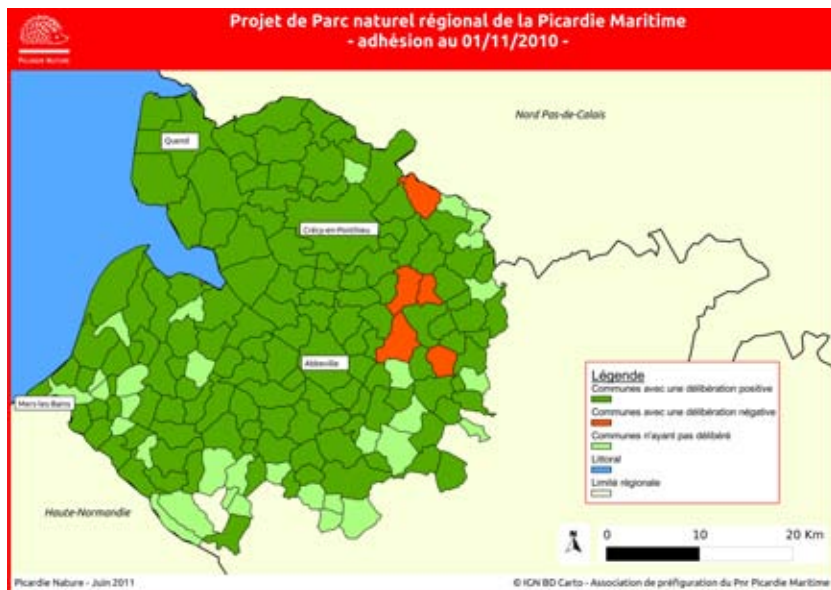 Projet de Parc naturel régional de la Picardie Maritime
- adhésion au 01/11/2010 -
PICARDIE NATURE
Nord Pas-de-Calais
Quend
Crécy-en-Ponthieu
Abbeville
Mers-les-Bains
Haute-Normandie
Légende
Communes avec une délibération positive
Communes avec une délibération négative
Communes n'ayant pas délibéré
Littoral
Limité régionale
N
0 10 20 Km
Picardie Nature - Juin 2011
© IGN BD Carto - Association de préfiguration du Pnr Picardie Maritime